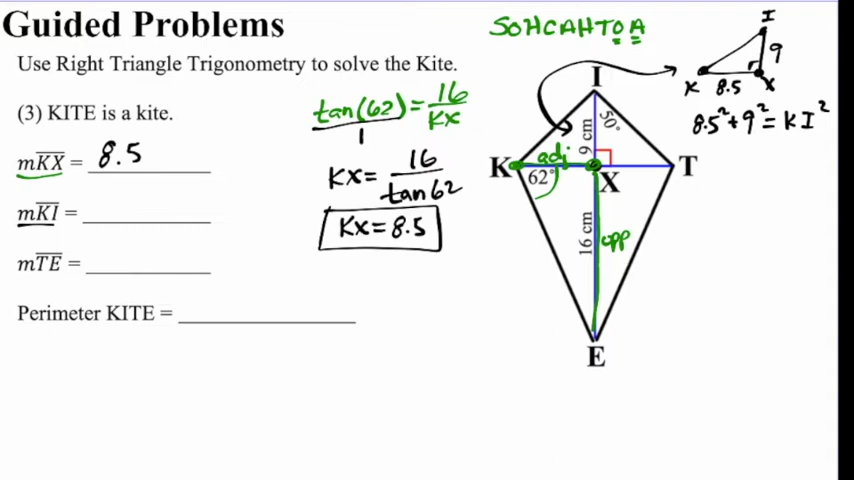 Guided Problems
SOHCAHTOA
Use Right Triangle Trigonometry to solve the Kite.
(3) KITE is a kite.
mKX = 8.5
mKI =
mTE =
Perimeter KITE =
tan(62) = 16/KX
1
KX = 16/tan62
KX = 8.5
I
9
K 8.5 X
8.5² + 9² = KI²
I
50°
9 cm
adj
K
T
62°
X
16 cm
opp
E